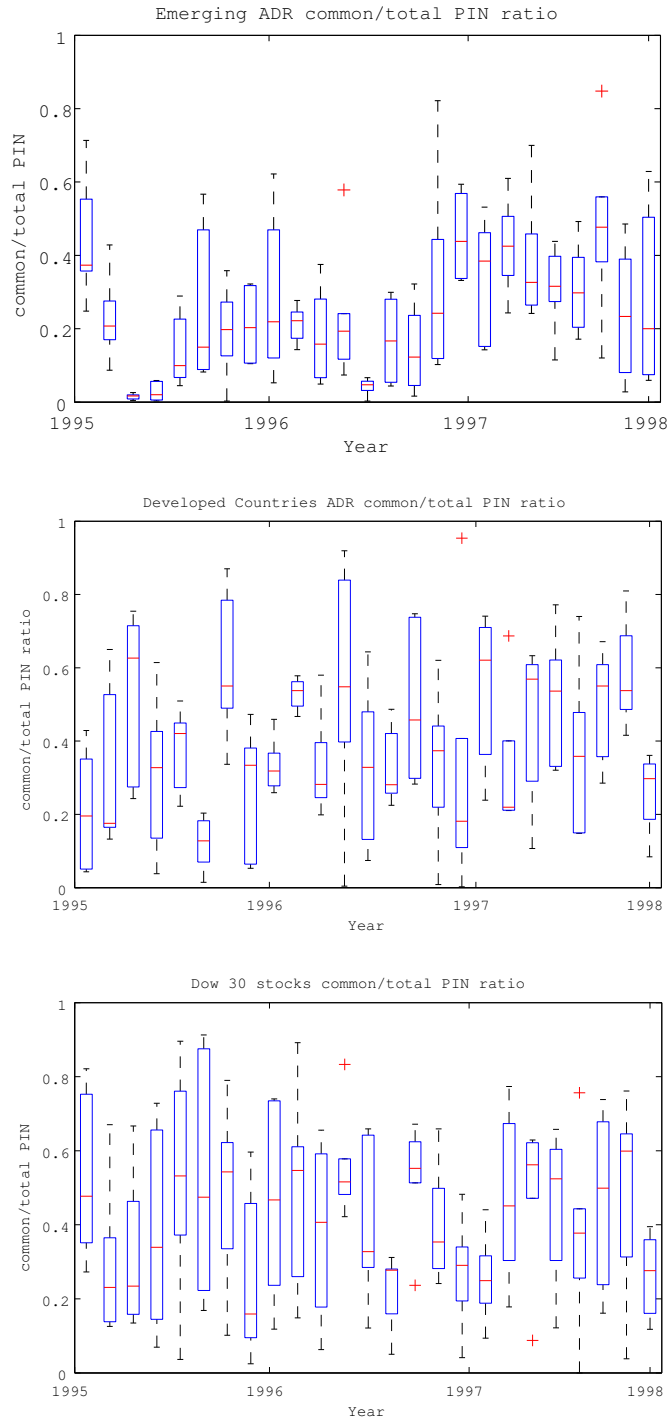 Emerging ADR common/total PIN ratio
1
0.8
0.6
0.4
0.2
0
common/total PIN
1995 1996 1997 1998
Year
Developed Countries ADR common/total PIN ratio
1
0.8
0.6
0.4
0.2
0
common/total PIN ratio
1995 1996 1997 1998
Year
Dow 30 stocks common/total PIN ratio
1
0.8
0.6
0.4
0.2
0
common/total PIN
1995 1996 1997 1998
Year